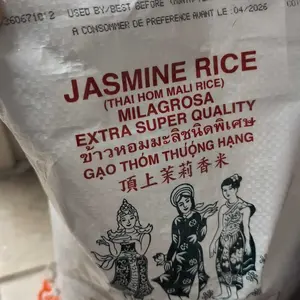 USED BY/BEST BEFORE
A CONSOMMER DE PREFERENCE AVANT LE :04/2026
JASMINE RICE
(THAI HOM MALI RICE)
MILAGROSA
EXTRA SUPER QUALITY
ข้าวหอมมะลิชนิดพิเศษ
GẠO THÓM THƯỢNG HẠNG
頂上茉莉香米